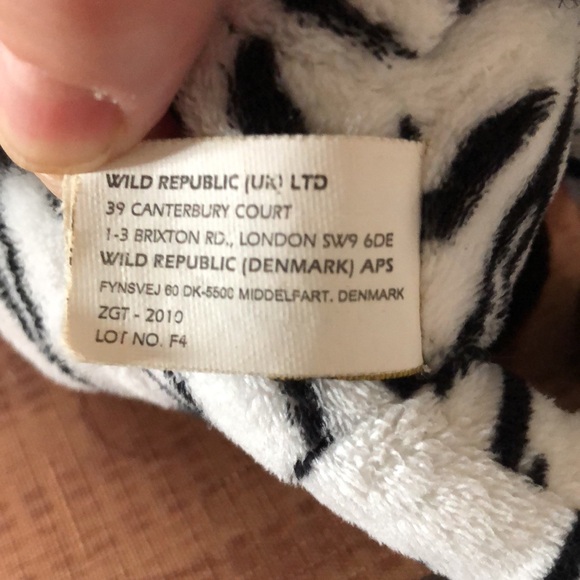 WILD REPUBLIC (UK) LTD
39 CANTERBURY COURT
1-3 BRIXTON RD., LONDON SW9 6DE
WILD REPUBLIC (DENMARK) APS
FYNSVEJ 60 DK-5500 MIDDELFART. DENMARK
ZGT - 2010
LOT NO. F4